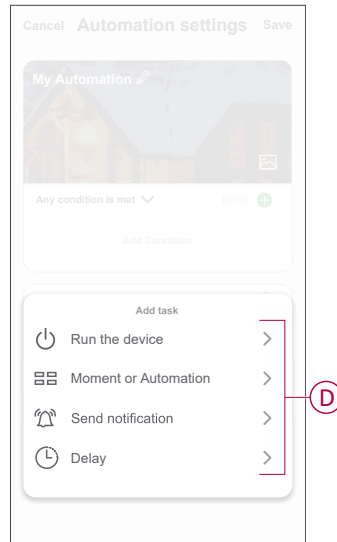 Cancel Automation settings Save
My Automation
Any condition is met (0/10)
Add Condition
Add task
Run the device
Moment or Automation
Send notification
Delay
D